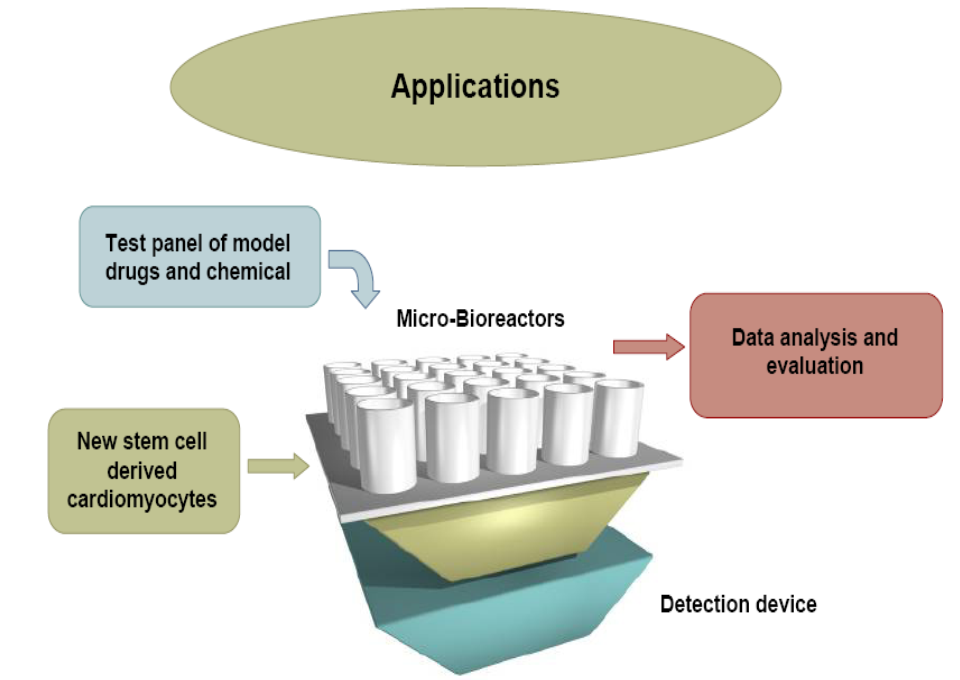 Applications
Test panel of model
drugs and chemical
Micro-Bioreactors
Data analysis and
evaluation
New stem cell
derived
cardiomyocytes
Detection device